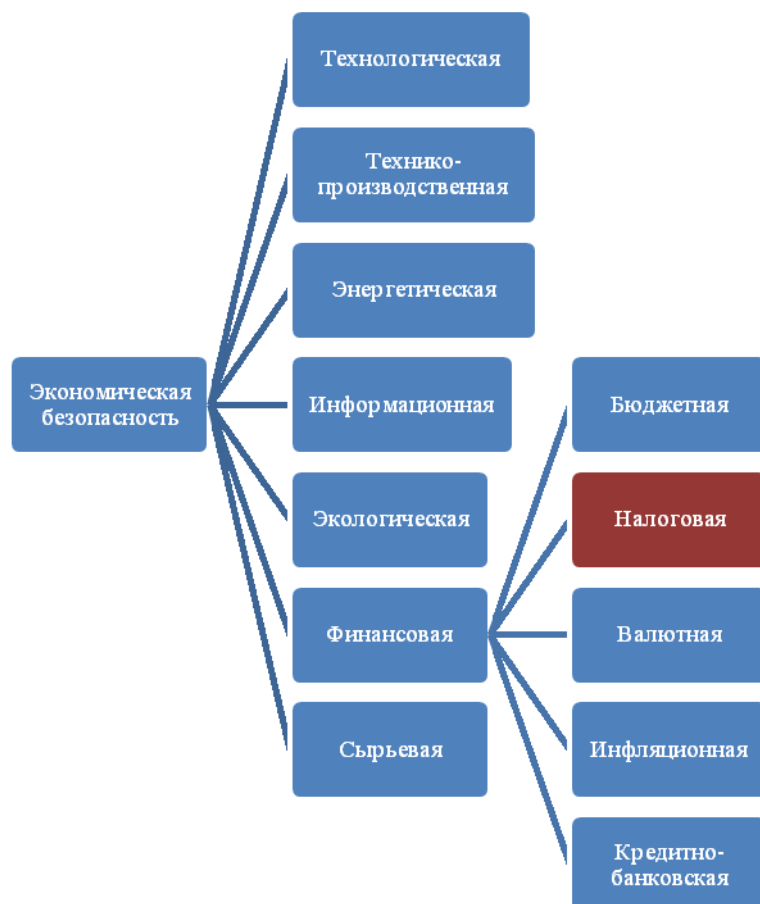 Технологическая
Технико-
производственная
Энергетическая
Экономическая
безопасность
Информационная
Бюджетная
Экологическая
Налоговая
Финансовая
Валютная
Сырьевая
Инфляционная
Кредитно-
банковская